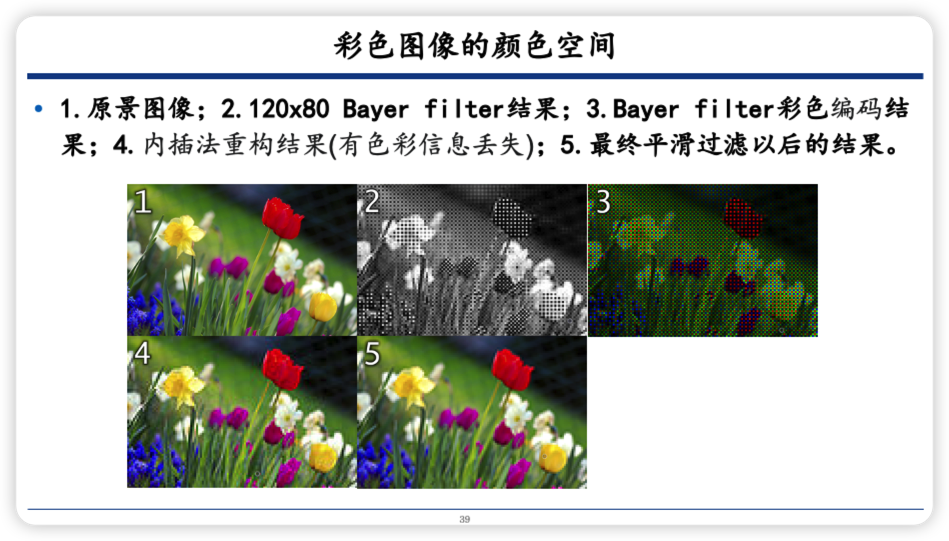 彩色图像的颜色空间
• 1.原景图像；2.120x80 Bayer filter结果；3.Bayer filter彩色编码结
果；4.内插法重构结果(有色彩信息丢失)；5.最终平滑过滤以后的结果。
1 2 3
4 5
39